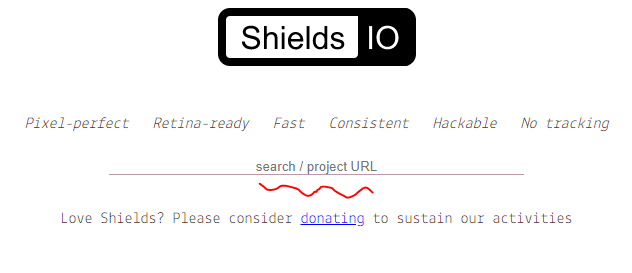 Shields IO
Pixel-perfect Retina-ready Fast Consistent Hackable No tracking
search / project URL
Love Shields? Please consider donating to sustain our activities